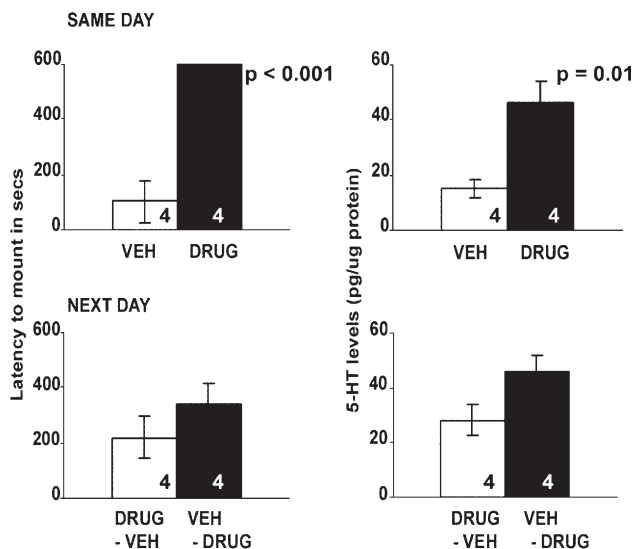 SAME DAY
Latency to mount in secs
600
400
200
0
4
4
VEH DRUG
p < 0.001
5-HT levels (pg/ug protein)
60
40
20
0
4
4
VEH DRUG
p = 0.01
NEXT DAY
600
400
200
0
4
4
DRUG VEH
- VEH - DRUG
60
40
20
0
4
4
DRUG VEH
- VEH - DRUG